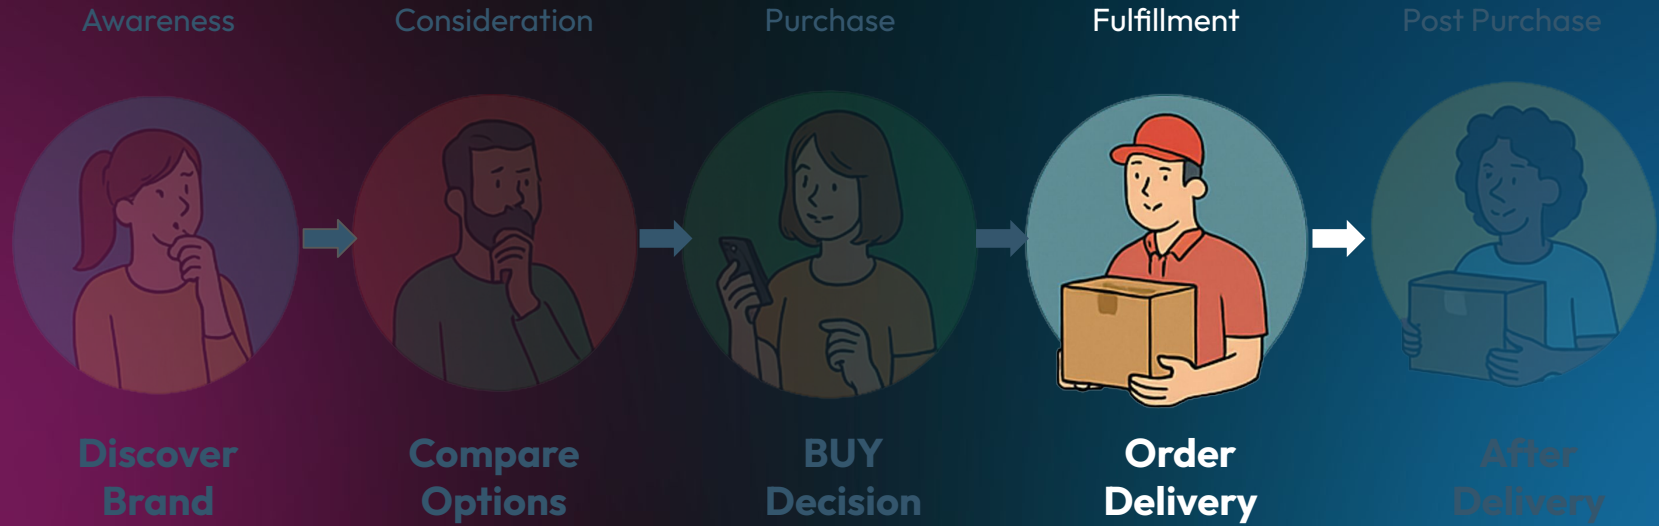 Awareness
Consideration
Purchase
Fulfillment
Post Purchase
Discover
Brand
Compare
Options
BUY
Decision
Order
Delivery
After
Delivery